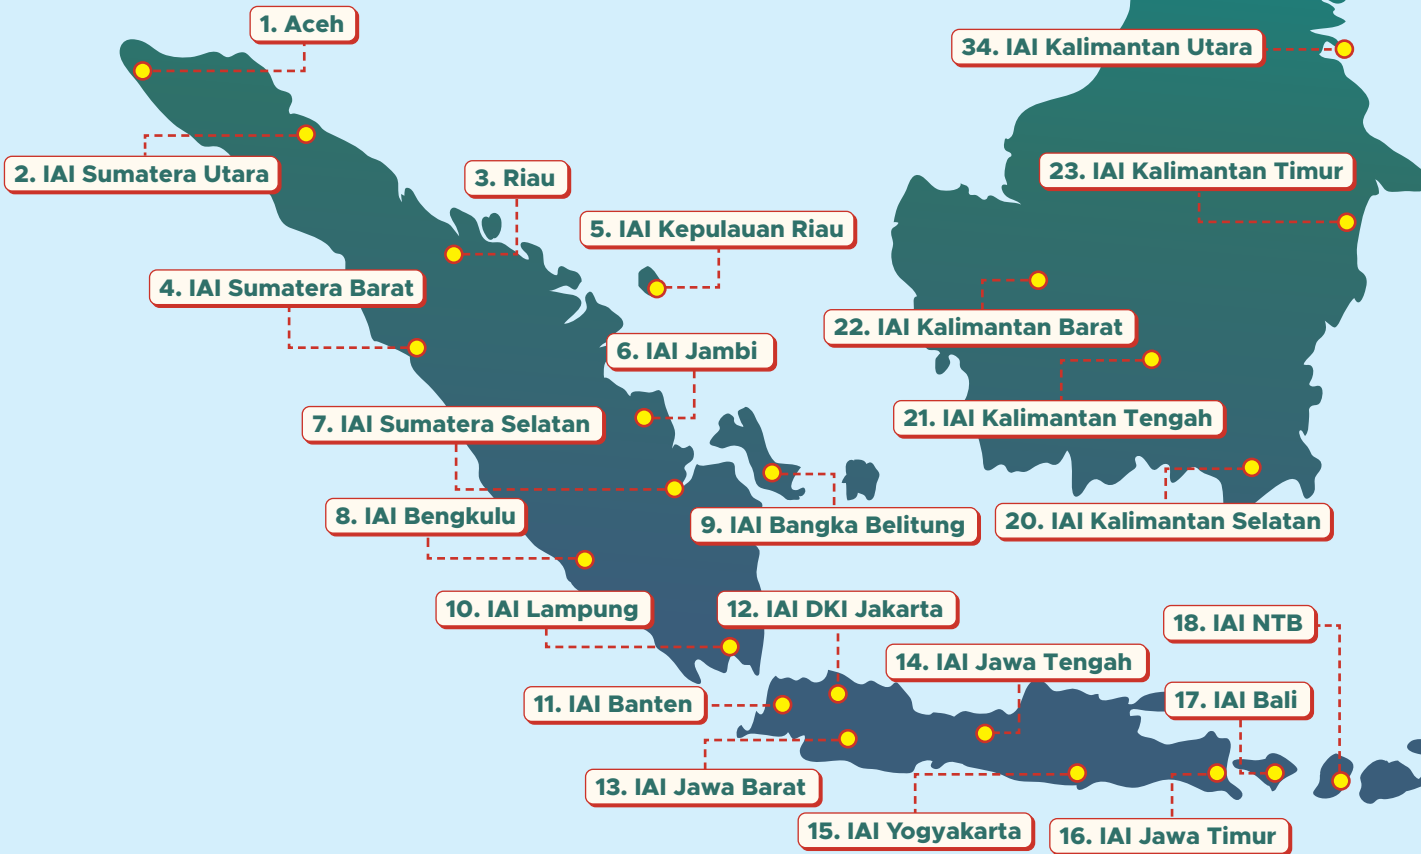 1. Aceh
2. IAI Sumatera Utara
3. Riau
4. IAI Sumatera Barat
5. IAI Kepulauan Riau
6. IAI Jambi
7. IAI Sumatera Selatan
8. IAI Bengkulu
9. IAI Bangka Belitung
10. IAI Lampung
11. IAI Banten
12. IAI DKI Jakarta
13. IAI Jawa Barat
14. IAI Jawa Tengah
15. IAI Yogyakarta
16. IAI Jawa Timur
17. IAI Bali
18. IAI NTB
20. IAI Kalimantan Selatan
21. IAI Kalimantan Tengah
22. IAI Kalimantan Barat
23. IAI Kalimantan Timur
34. IAI Kalimantan Utara